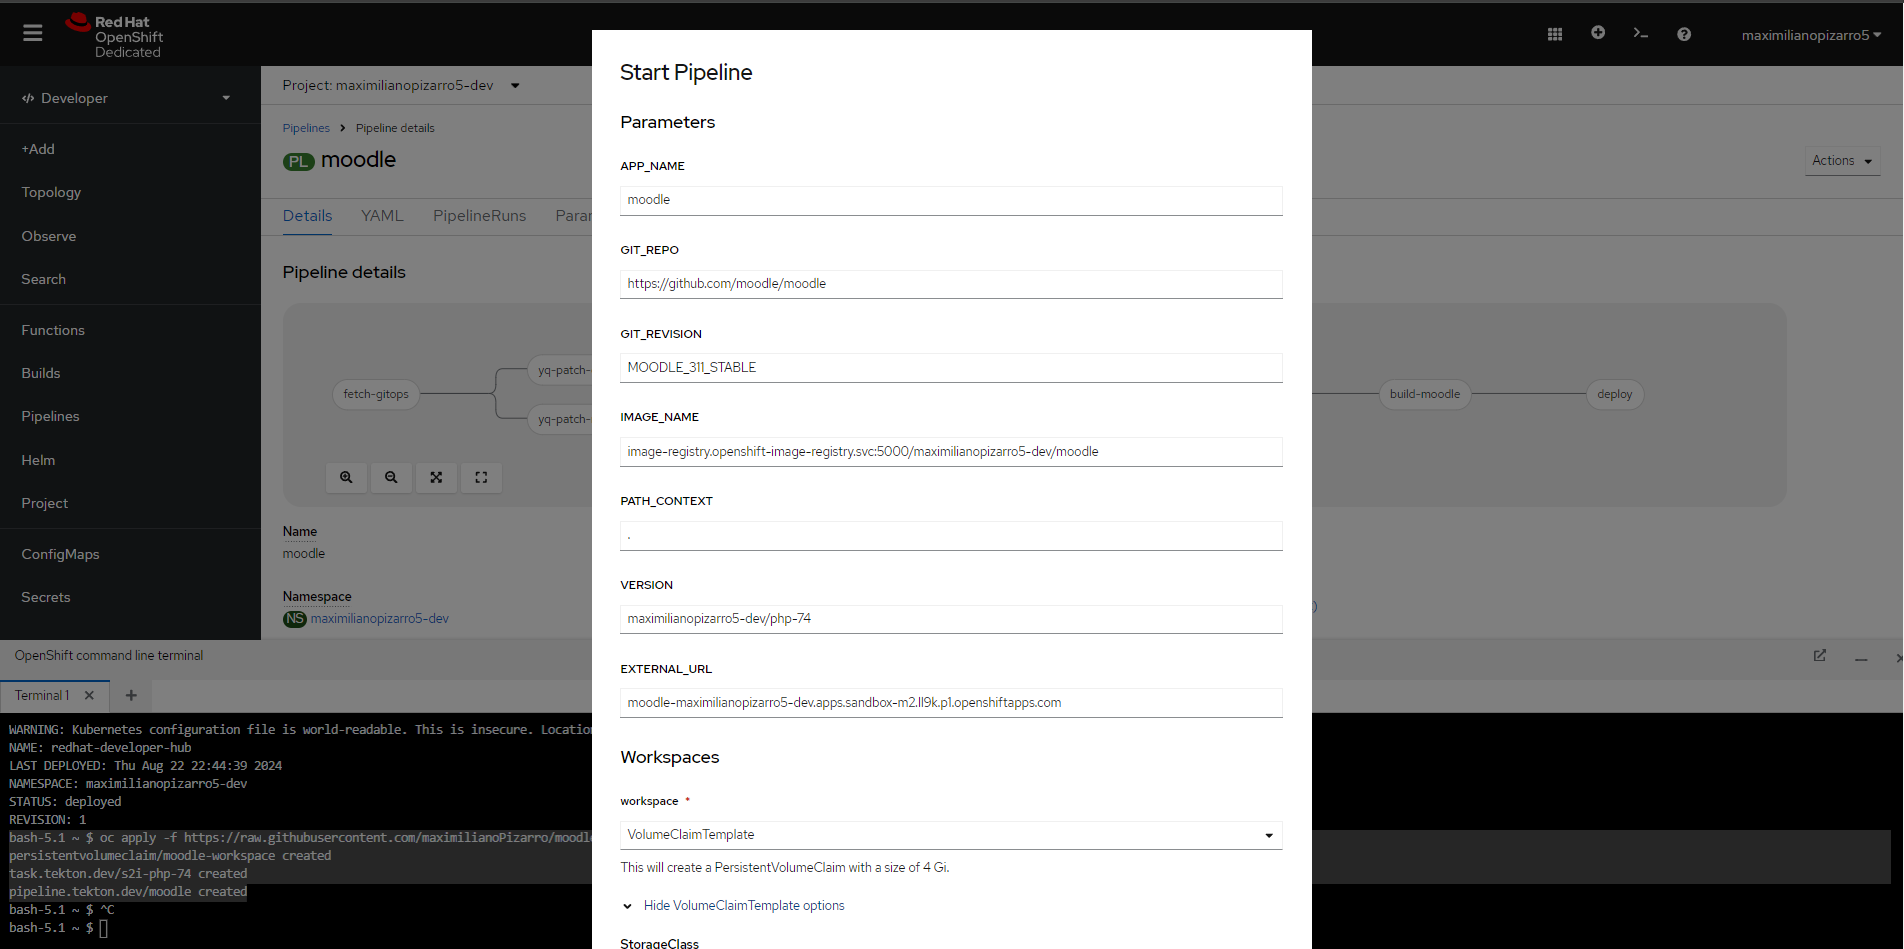 Red Hat
OpenShift
Dedicated
maximilianopizarro5
Developer
+Add
Topology
Observe
Search
Functions
Builds
Pipelines
Helm
Project
ConfigMaps
Secrets
Project: maximilianopizarro5-dev
Pipelines > Pipeline details
PL moodle
Actions
Details YAML PipelineRuns Parar
Pipeline details
fetch-gitops
yq-patch-
yq-patch-
build-moodle
deploy
Name
moodle
Namespace
NS maximilianopizarro5-dev
Start Pipeline
Parameters
APP_NAME
moodle
GIT_REPO
https://github.com/moodle/moodle
GIT_REVISION
MOODLE_311_STABLE
IMAGE_NAME
image-registry.openshift-image-registry.svc:5000/maximilianopizarro5-dev/moodle
PATH_CONTEXT
.
VERSION
maximilianopizarro5-dev/php-74
EXTERNAL_URL
moodle-maximilianopizarro5-dev.apps.sandbox-m2.ll9k.p1.openshiftapps.com
Workspaces
workspace *
VolumeClaimTemplate
This will create a PersistentVolumeClaim with a size of 4 Gi.
Hide VolumeClaimTemplate options
StorageClass
OpenShift command line terminal
Terminal 1
WARNING: Kubernetes configuration file is world-readable. This is insecure. Locatio
NAME: redhat-developer-hub
LAST DEPLOYED: Thu Aug 22 22:44:39 2024
NAMESPACE: maximilianopizarro5-dev
STATUS: deployed
REVISION: 1
bash-5.1 ~ $ oc apply -f https://raw.githubusercontent.com/maximilianoPizarro/moodl
persistentvolumeclaim/moodle-workspace created
task.tekton.dev/s2i-php-74 created
pipeline.tekton.dev/moodle created
bash-5.1 ~ $ ^C
bash-5.1 ~ $